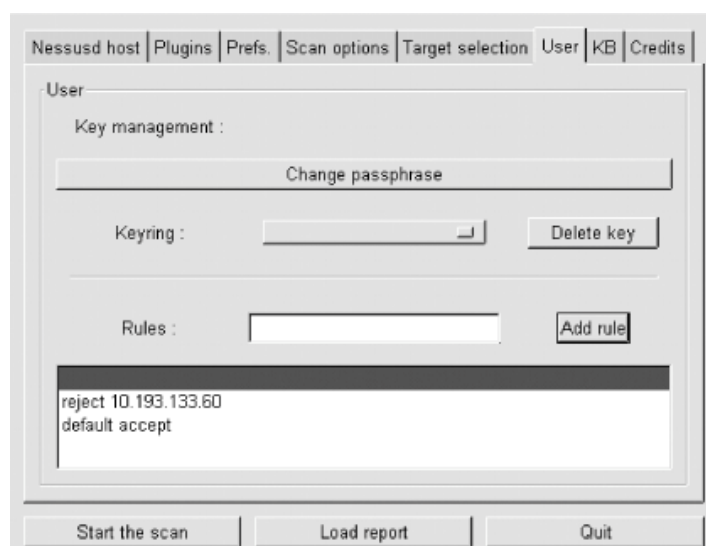 Nessusd host Plugins Prefs. Scan options Target selection User KB Credits
User
Key management :
Change passphrase
Keyring :
Delete key
Rules :
Add rule
reject 10.193.133.60
default accept
Start the scan
Load report
Quit